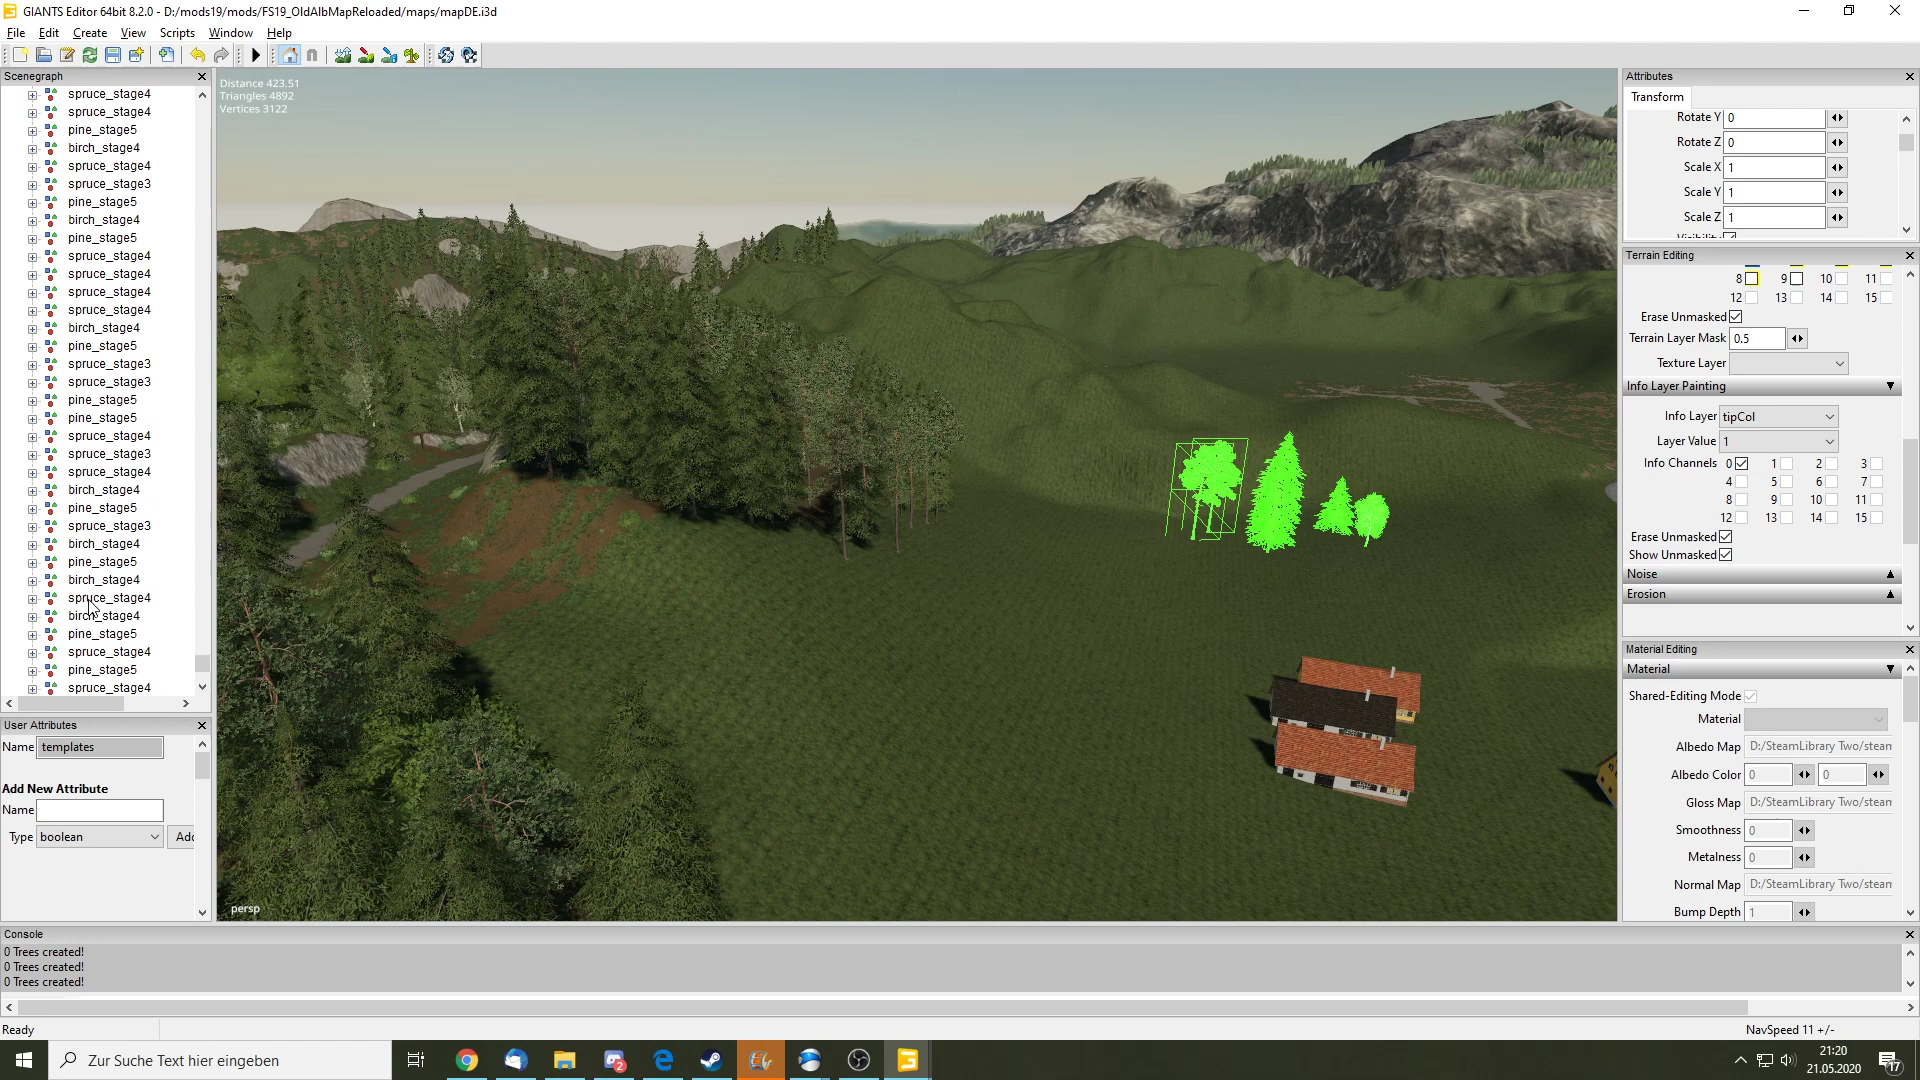 GIANTS Editor 64bit 8.2.0 - D:/mods19/mods/FS19_OldAlbMapReloaded/maps/mapDE.i3d
File Edit Create View Scripts Window Help
Scenegraph
spruce_stage4
spruce_stage4
pine_stage5
birch_stage4
spruce_stage4
spruce_stage3
pine_stage5
birch_stage4
pine_stage5
spruce_stage4
spruce_stage4
spruce_stage4
spruce_stage4
birch_stage4
pine_stage5
spruce_stage3
spruce_stage3
pine_stage5
pine_stage5
spruce_stage4
spruce_stage3
spruce_stage4
birch_stage4
pine_stage5
spruce_stage3
birch_stage4
pine_stage5
birch_stage4
spruce_stage4
birch_stage4
pine_stage5
spruce_stage4
pine_stage5
spruce_stage4
User Attributes
Name templates
Add New Attribute
Name
Type boolean Add
Distance 423.51
Triangles 4892
Vertices 3122
persp
Attributes
Transform
Rotate Y 0
Rotate Z 0
Scale X 1
Scale Y 1
Scale Z 1
Terrain Editing
8 9 10 11
12 13 14 15
Erase Unmasked
Terrain Layer Mask 0.5
Texture Layer
Info Layer Painting
Info Layer tipCol
Layer Value 1
Info Channels 0 1 2 3
4 5 6 7
8 9 10 11
12 13 14 15
Erase Unmasked
Show Unmasked
Noise
Erosion
Material Editing
Material
Shared-Editing Mode
Material
Albedo Map D:/SteamLibrary Two/steam
Albedo Color 0 0
Gloss Map D:/SteamLibrary Two/steam
Smoothness 0
Metalness 0
Normal Map D:/SteamLibrary Two/steam
Bump Depth 1
Console
0 Trees created!
0 Trees created!
0 Trees created!
Ready
NavSpeed 11 +/-
Zur Suche Text hier eingeben
2
21:20
21.05.2020
17